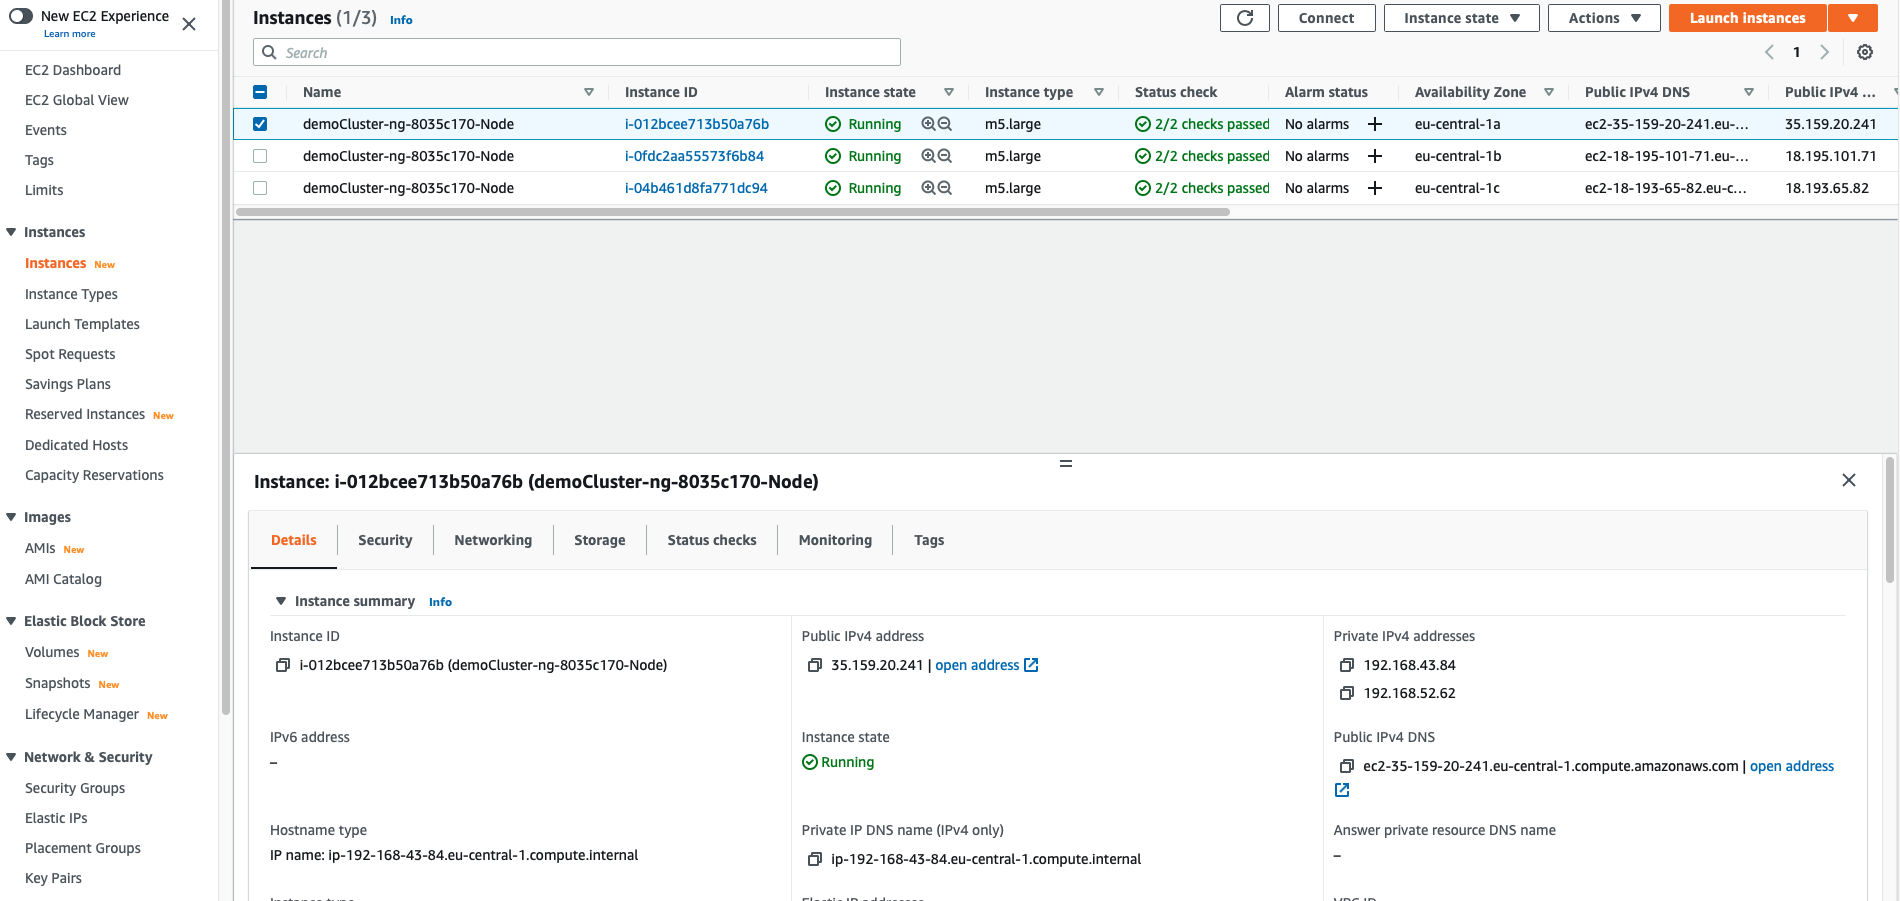 New EC2 Experience
Learn more
EC2 Dashboard
EC2 Global View
Events
Tags
Limits
Instances
Instances New
Instance Types
Launch Templates
Spot Requests
Savings Plans
Reserved Instances New
Dedicated Hosts
Capacity Reservations
Images
AMIs New
AMI Catalog
Elastic Block Store
Volumes New
Snapshots New
Lifecycle Manager New
Network & Security
Security Groups
Elastic IPs
Placement Groups
Key Pairs
Instances (1/3) Info
Connect
Instance state
Actions
Launch instances
Search
1
Name Instance ID Instance state Instance type Status check Alarm status Availability Zone Public IPv4 DNS Public IPv4 ...
demoCluster-ng-8035c170-Node i-012bcee713b50a76b Running m5.large 2/2 checks passed No alarms + eu-central-1a ec2-35-159-20-241.eu-... 35.159.20.241
demoCluster-ng-8035c170-Node i-0fdc2aa55573f6b84 Running m5.large 2/2 checks passed No alarms + eu-central-1b ec2-18-195-101-71.eu-... 18.195.101.71
demoCluster-ng-8035c170-Node i-04b461d8fa771dc94 Running m5.large 2/2 checks passed No alarms + eu-central-1c ec2-18-193-65-82.eu-c... 18.193.65.82
Instance: i-012bcee713b50a76b (demoCluster-ng-8035c170-Node)
Details Security Networking Storage Status checks Monitoring Tags
Instance summary Info
Instance ID
i-012bcee713b50a76b (demoCluster-ng-8035c170-Node)
Public IPv4 address
35.159.20.241 | open address
Private IPv4 addresses
192.168.43.84
192.168.52.62
IPv6 address
–
Instance state
Running
Public IPv4 DNS
ec2-35-159-20-241.eu-central-1.compute.amazonaws.com | open address
Hostname type
IP name: ip-192-168-43-84.eu-central-1.compute.internal
Private IP DNS name (IPv4 only)
ip-192-168-43-84.eu-central-1.compute.internal
Answer private resource DNS name
–